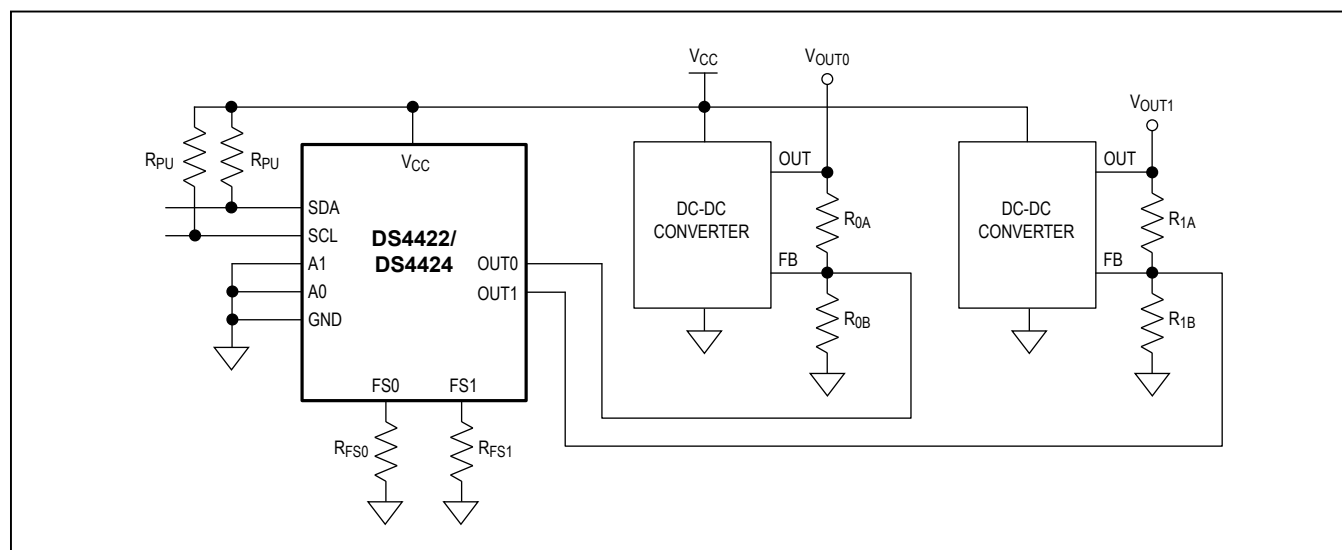 VCC
VOUT0
VOUT1
RPU
RPU
VCC
SDA
SCL
A1
A0
GND
DS4422/
DS4424
OUT0
OUT1
FS0
FS1
RFS0
RFS1
DC-DC
CONVERTER
OUT
FB
R0A
R0B
DC-DC
CONVERTER
OUT
FB
R1A
R1B